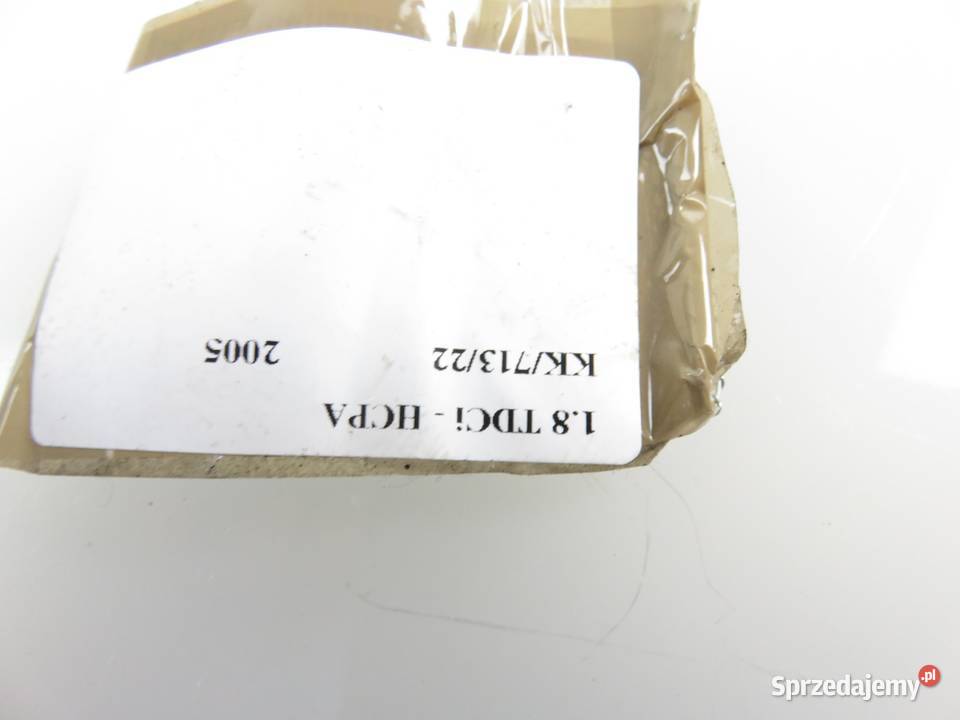 1.8 TDCi - HCPA
KK/713/22 2005
Sprzedajemy.pl